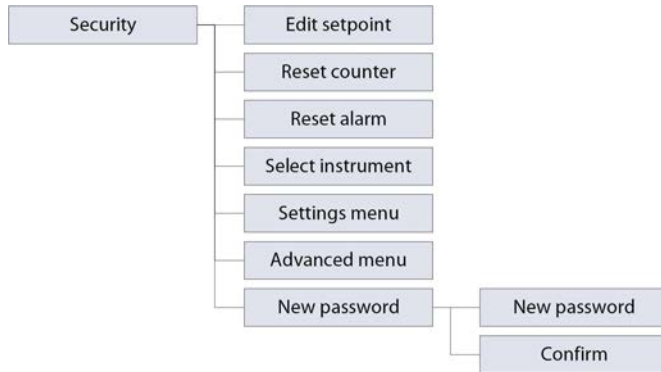 Security
Edit setpoint
Reset counter
Reset alarm
Select instrument
Settings menu
Advanced menu
New password
New password
Confirm